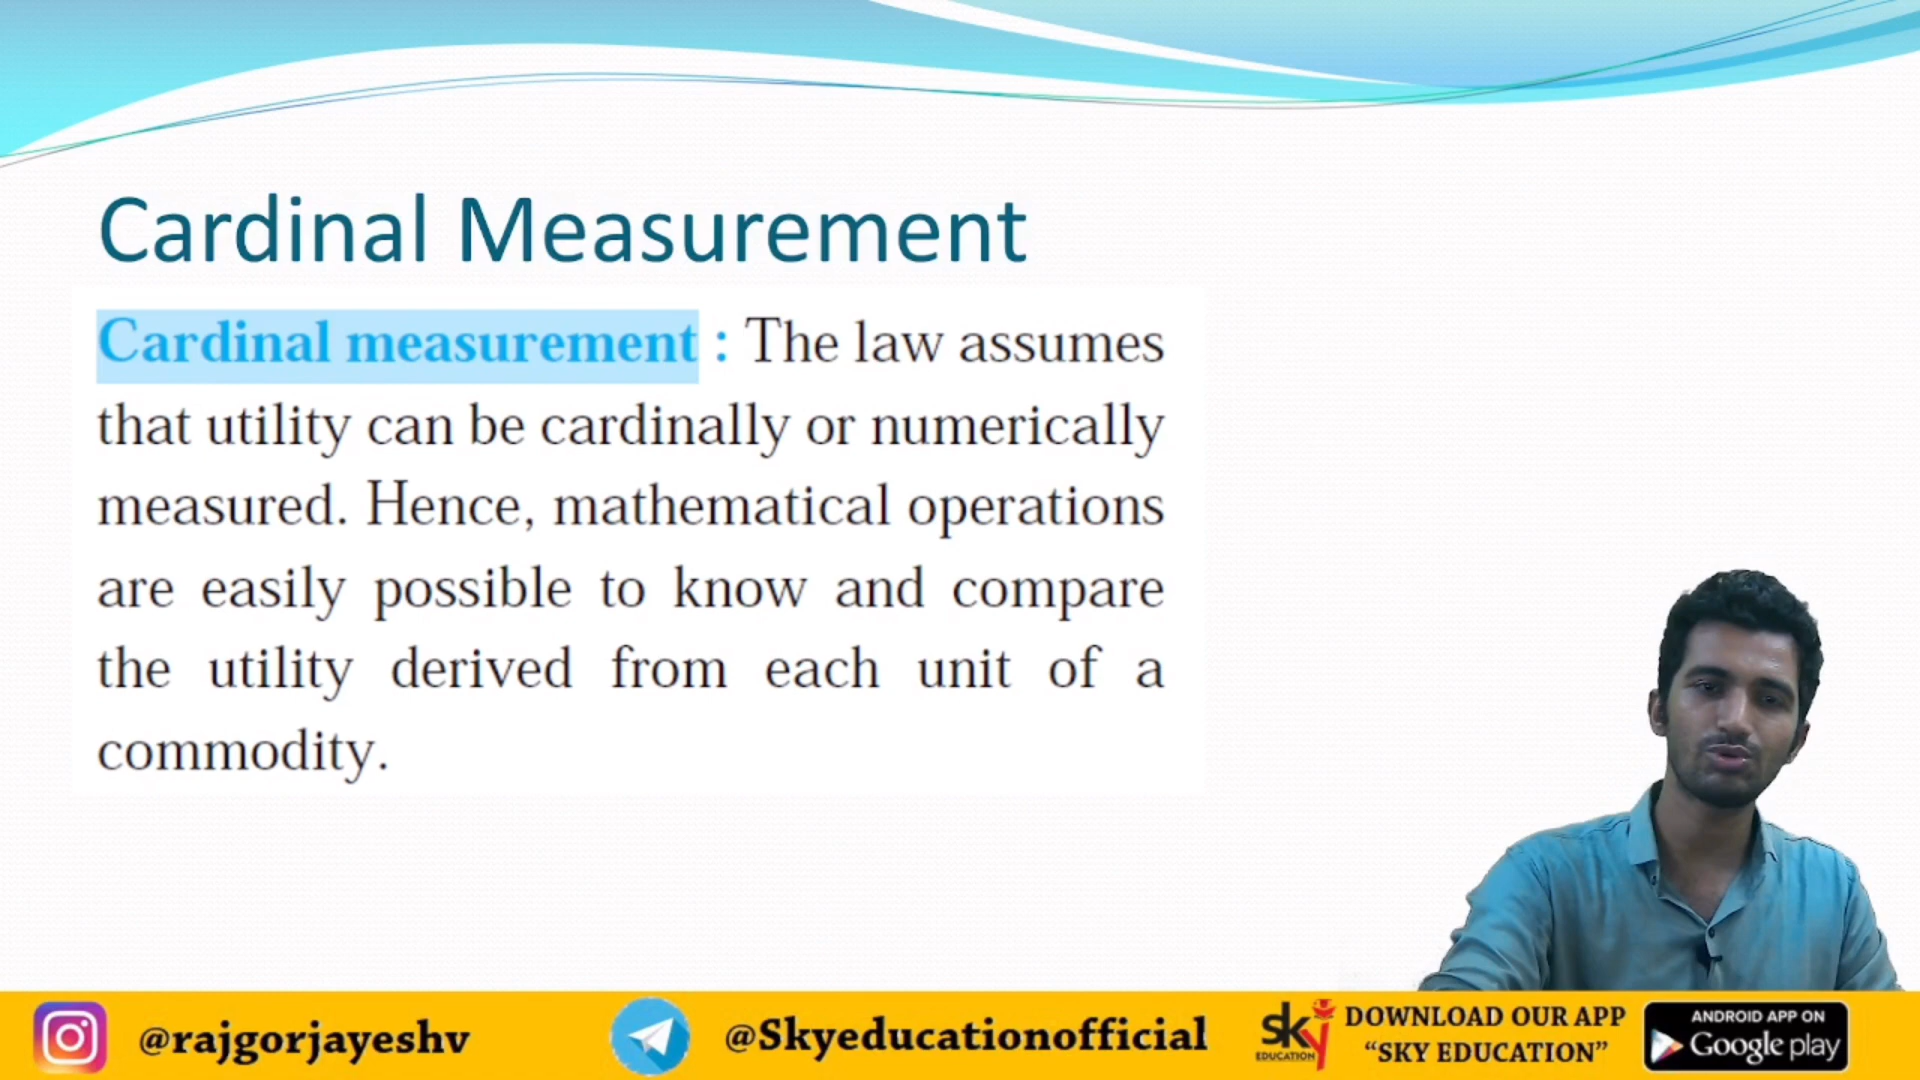 Cardinal Measurement
Cardinal measurement : The law assumes
that utility can be cardinally or numerically
measured. Hence, mathematical operations
are easily possible to know and compare
the utility derived from each unit of a
commodity.
@rajgorjayeshv
@Skyeducationofficial
sky
EDUCATION
DOWNLOAD OUR APP
“SKY EDUCATION”
ANDROID APP ON
Google play